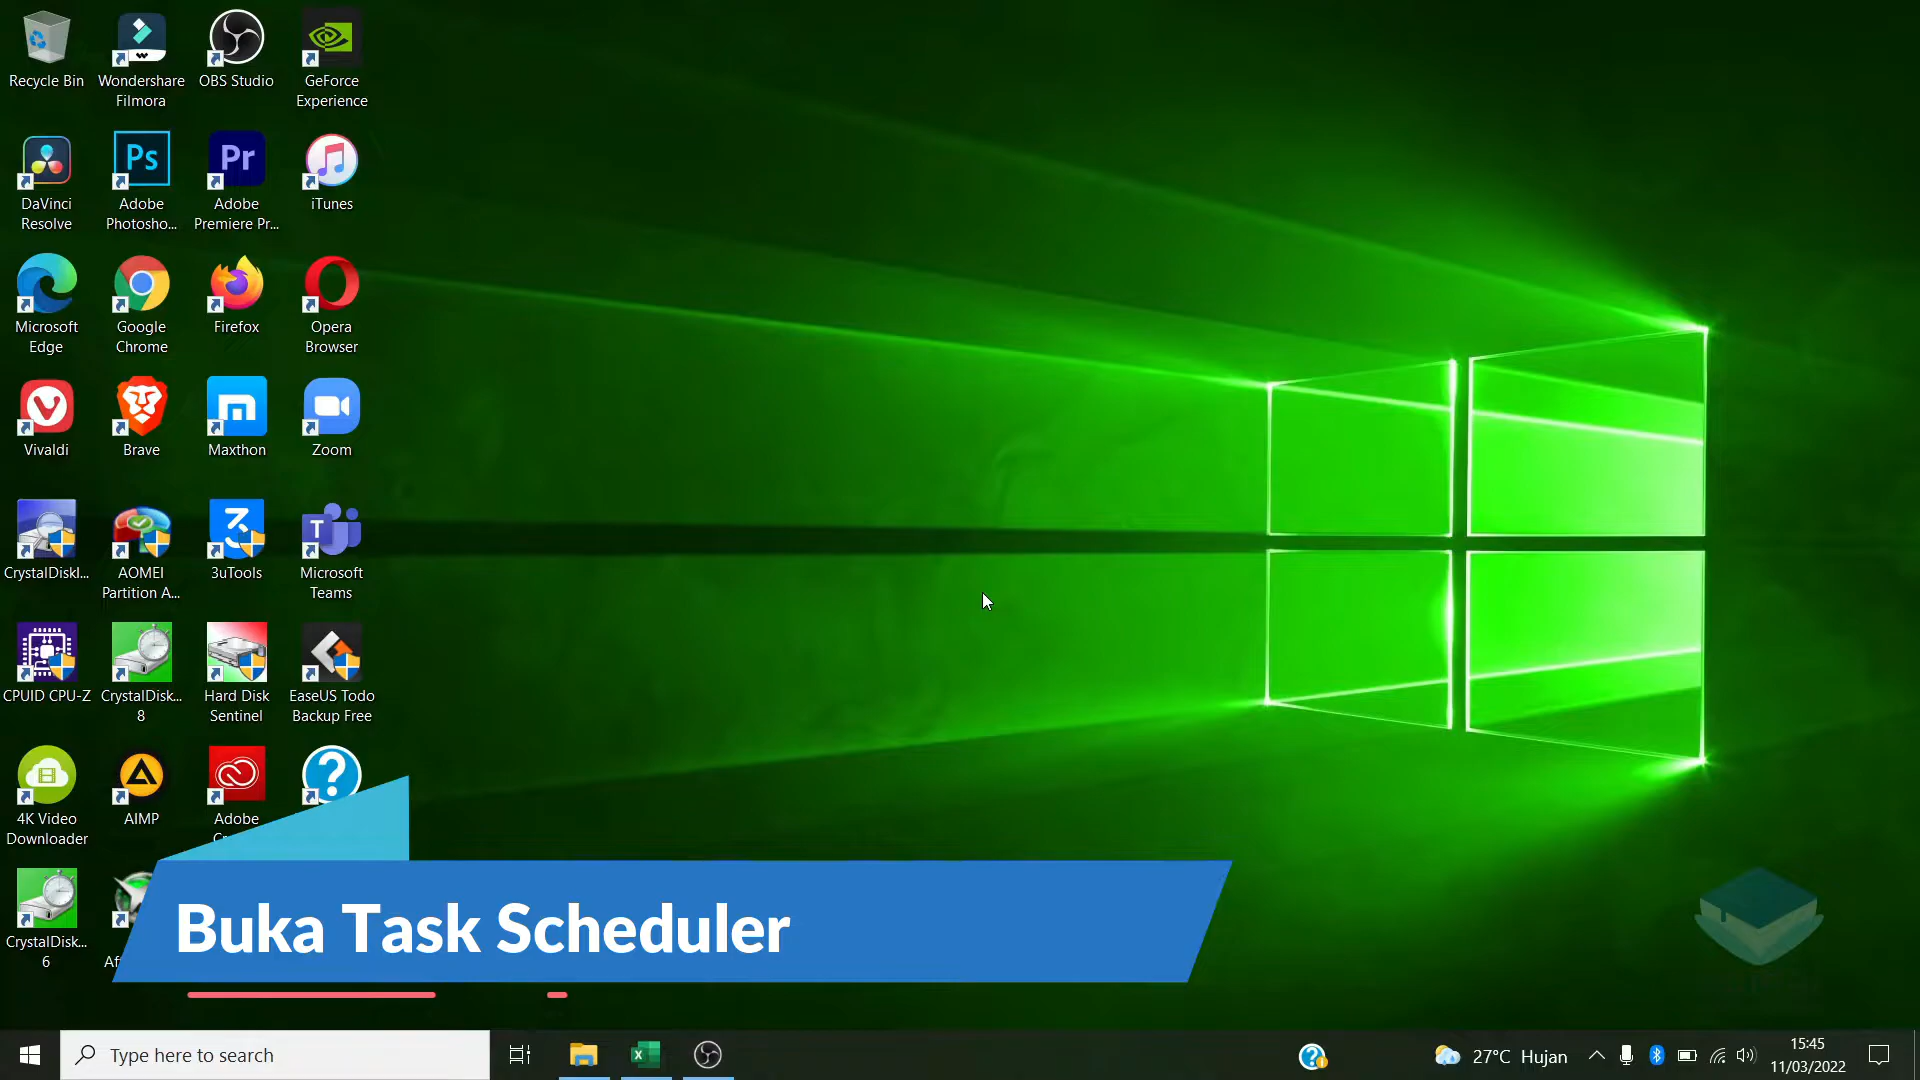 Recycle Bin
Wondershare
Filmora
OBS Studio
GeForce
Experience
DaVinci
Resolve
Ps
Adobe
Photosho...
Pr
Adobe
Premiere Pr...
iTunes
Microsoft
Edge
Google
Chrome
Firefox
Opera
Browser
Vivaldi
Brave
Maxthon
Zoom
CrystalDiskI...
AOMEI
Partition A...
3uTools
T
Microsoft
Teams
CPUID CPU-Z
CrystalDisk...
8
Hard Disk
Sentinel
EaseUS Todo
Backup Free
4K Video
Downloader
AIMP
Adobe
CrystalDisk...
6
Buka Task Scheduler
Type here to search
27°C Hujan
15:45
11/03/2022